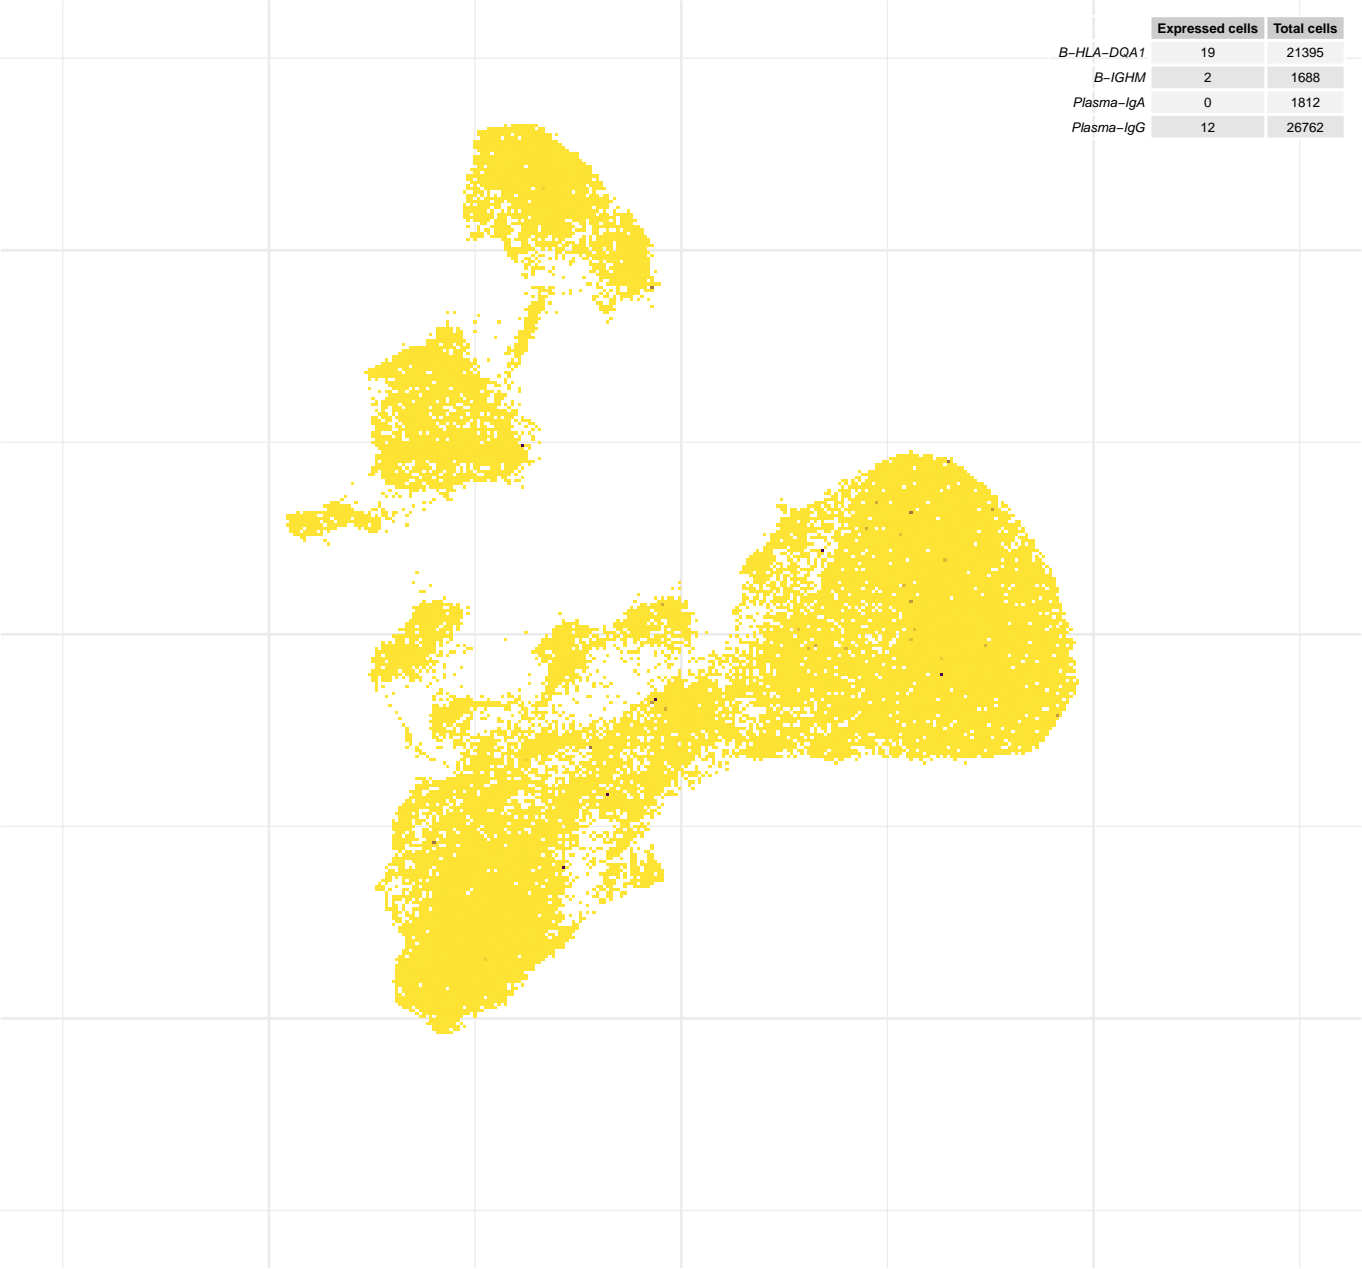 Expressed cells Total cells
B−HLA−DQA1 19 21395
B−IGHM 2 1688
Plasma−IgA 0 1812
Plasma−IgG 12 26762